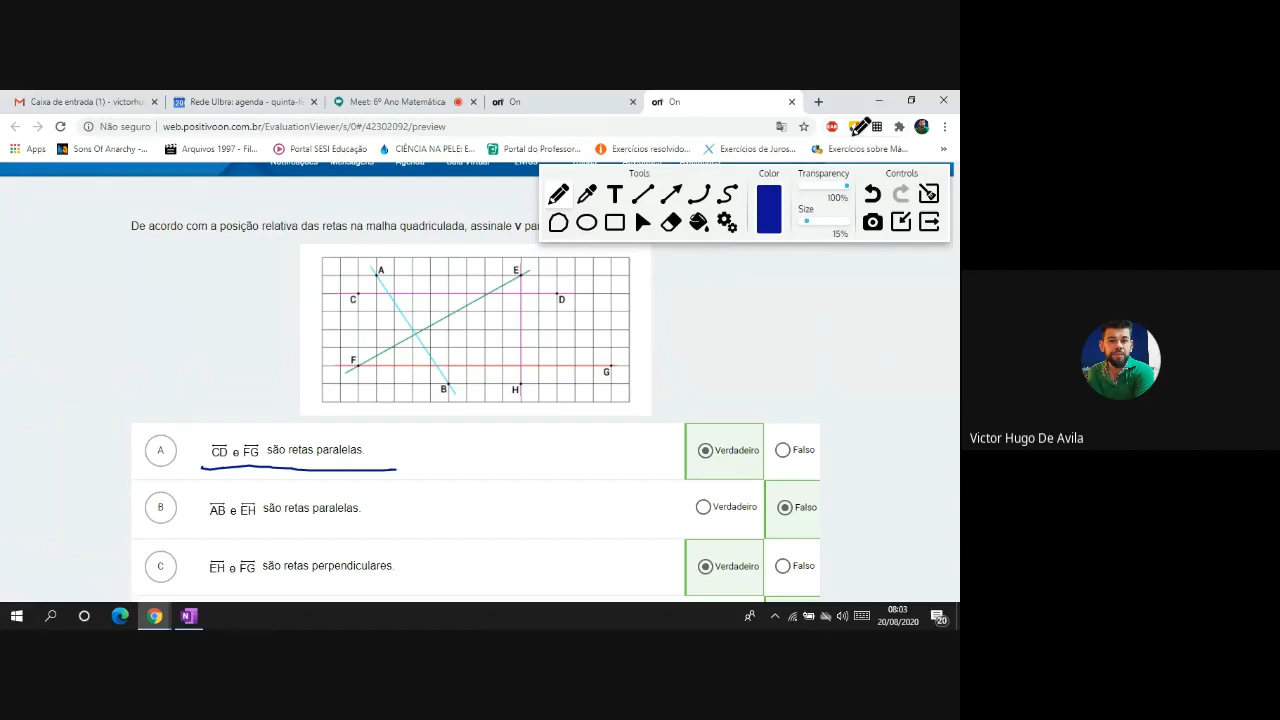 Caixa de entrada (1) - victorhu
Rede Ulbra: agenda - quinta-f
Meet: 6º Ano Matemática
On
On
Não seguro
web.positivoon.com.br/EvaluationViewer/s/0#/42302092/preview
Apps
Sons Of Anarchy -...
Arquivos 1997 - Fil...
Portal SESI Educação
CIÊNCIA NA PELE: E...
Portal do Professor...
Exercícios resolvido...
Exercícios de Juros...
Exercícios sobre Má...
»
Tools
Color
Transparency
Controls
100%
Size
15%
De acordo com a posição relativa das retas na malha quadriculada, assinale V
A
E
C
D
F
G
B
H
A
CD e FG são retas paralelas.
Verdadeiro
Falso
B
AB e EH são retas paralelas.
Verdadeiro
Falso
C
EH e FG são retas perpendiculares.
Verdadeiro
Falso
Victor Hugo De Avila
08:03
20/08/2020
20